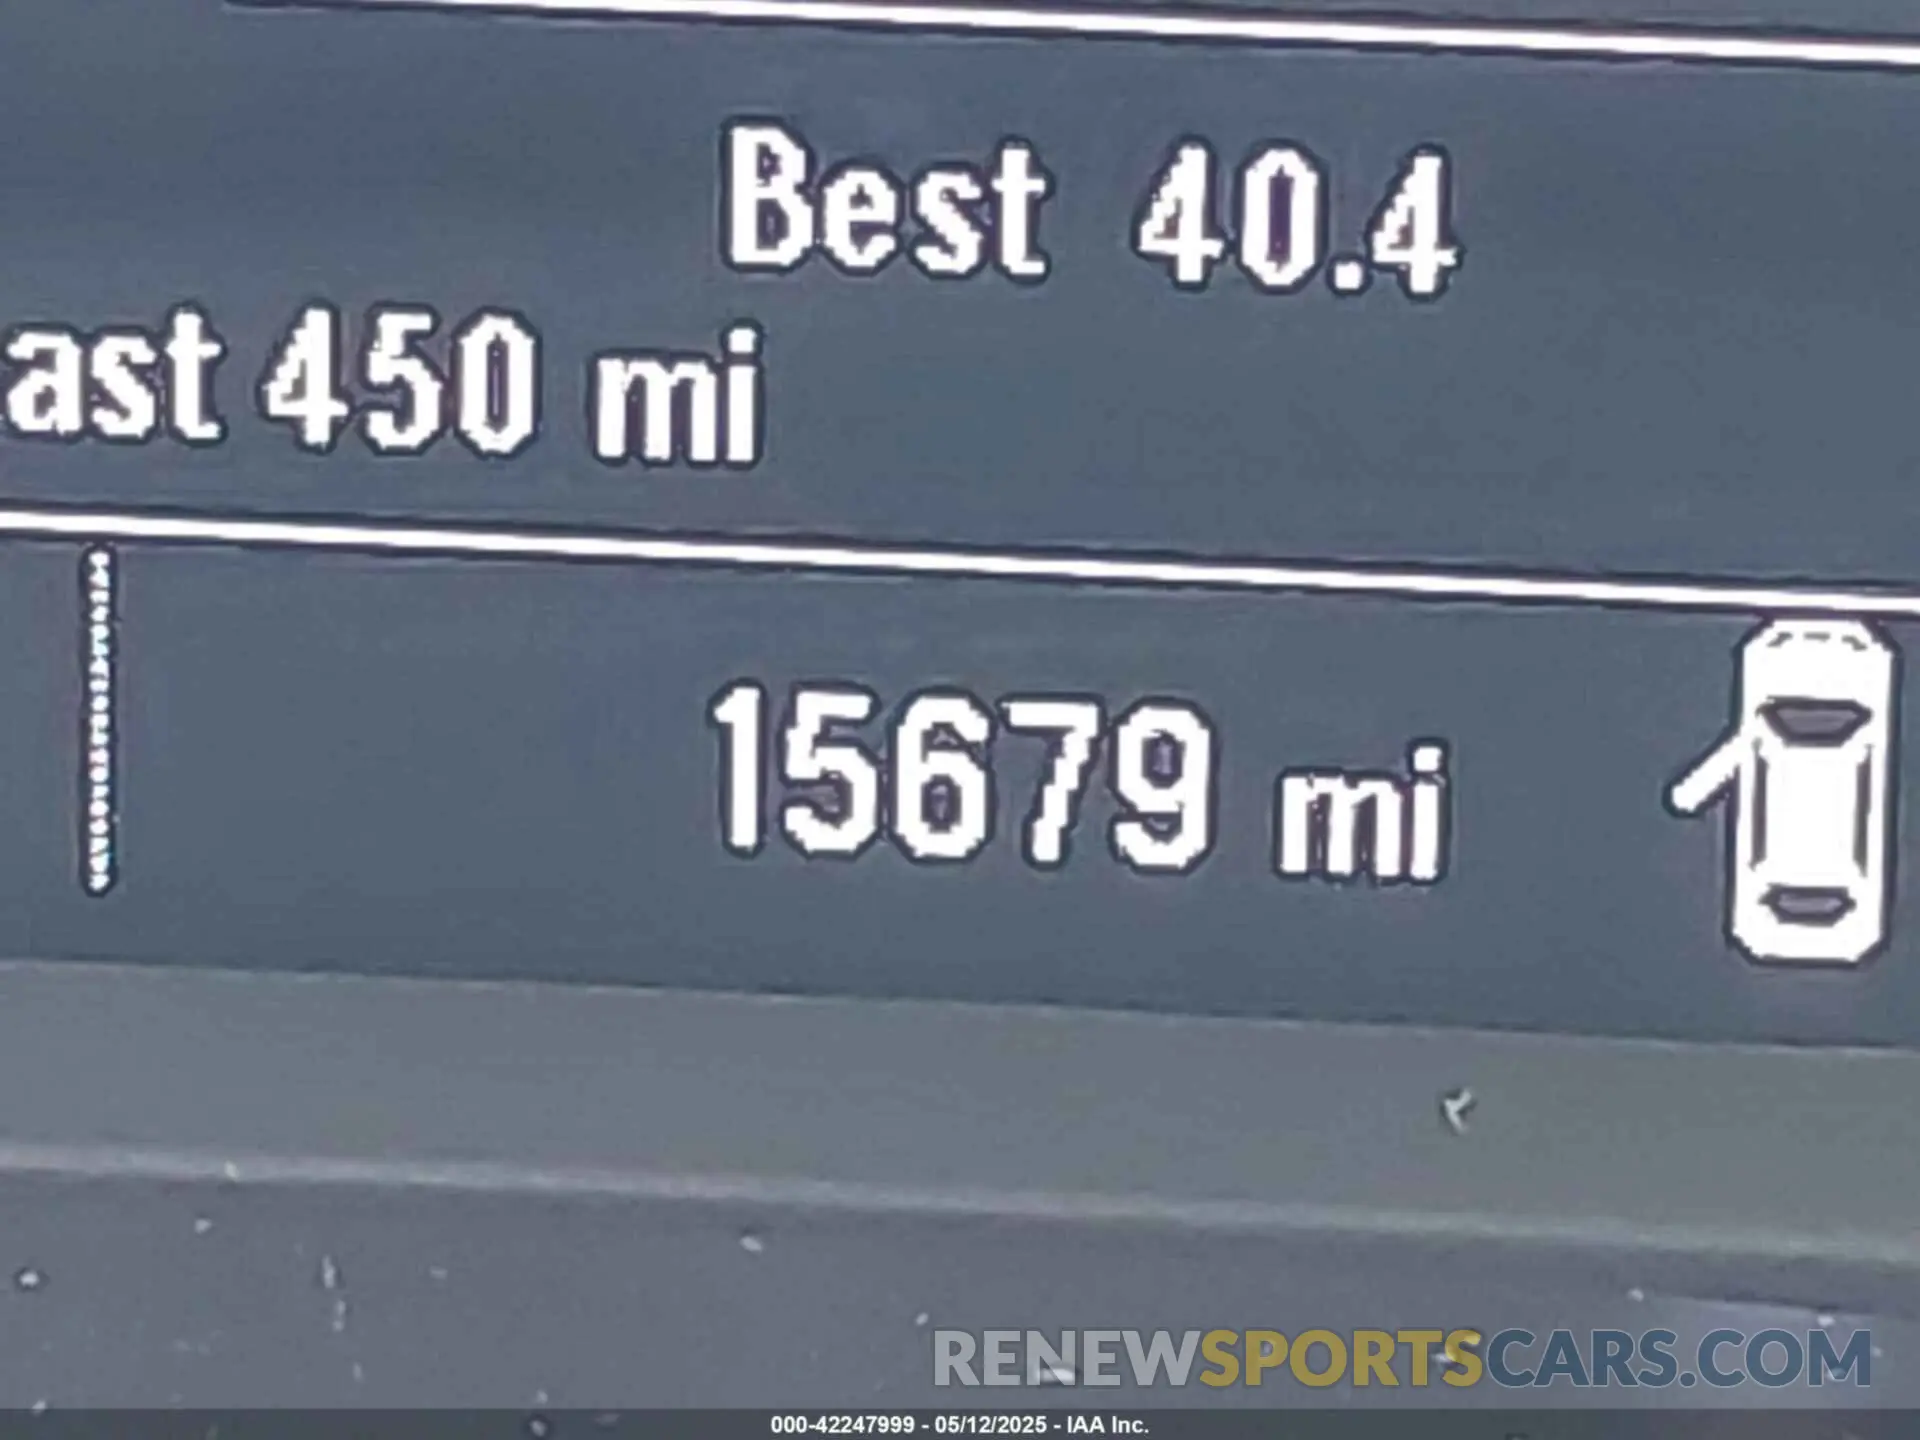 Best 40.4
ast 450 mi
15679 mi
RENEWSPORTSCARS.COM
000-42247999 - 05/12/2025 - IAA Inc.